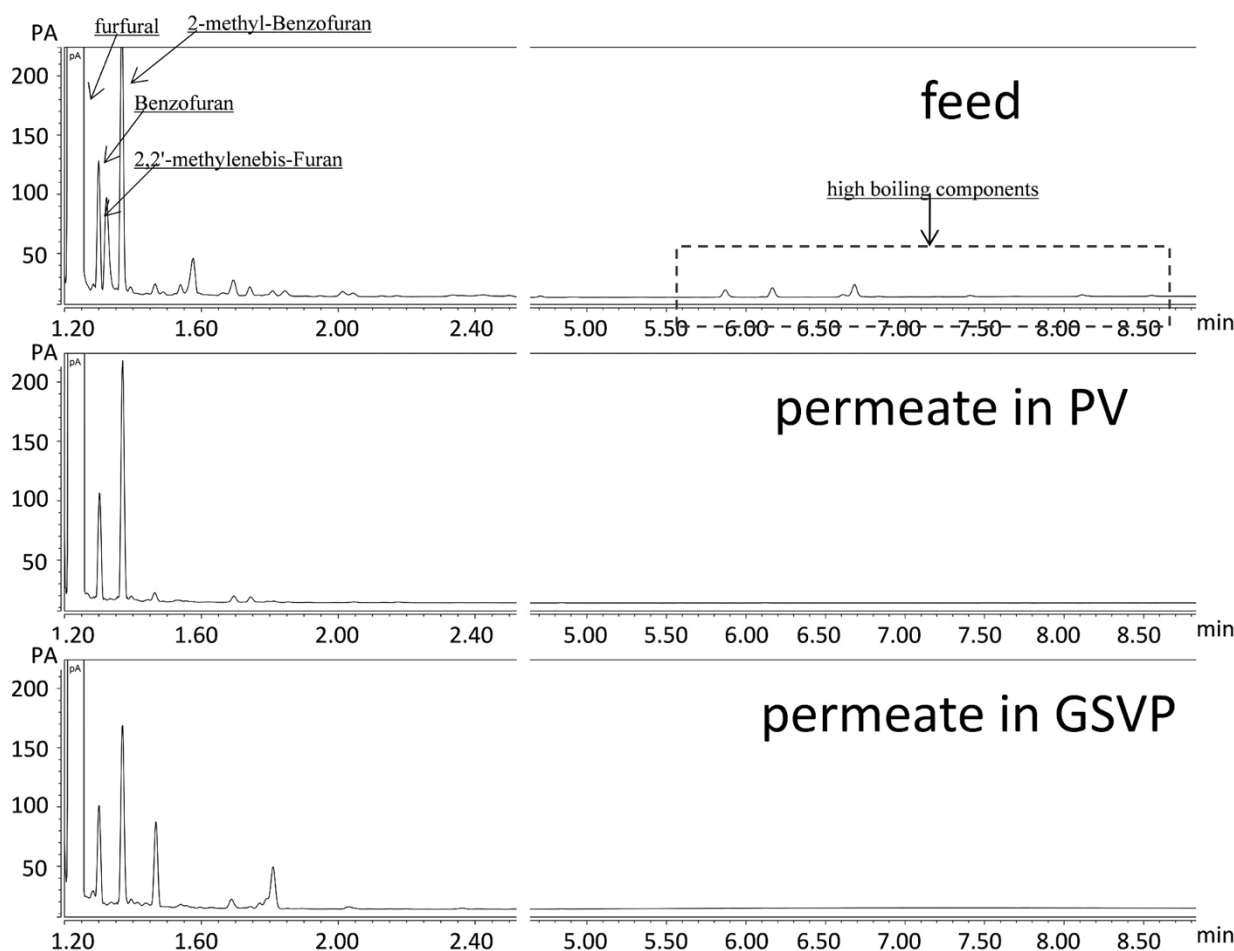 PA
furfural
2-methyl-Benzofuran
pA
200
Benzofuran
feed
150
2,2'-methylenebis-Furan
100
high boiling components
50
1.20 1.60 2.00 2.40 5.00 5.50 6.00 6.50 7.00 7.50 8.00 8.50 min
PA
pA
200
permeate in PV
150
100
50
1.20 1.60 2.00 2.40 5.00 5.50 6.00 6.50 7.00 7.50 8.00 8.50 min
PA
pA
200
permeate in GSVP
150
100
50
1.20 1.60 2.00 2.40 5.00 5.50 6.00 6.50 7.00 7.50 8.00 8.50 min